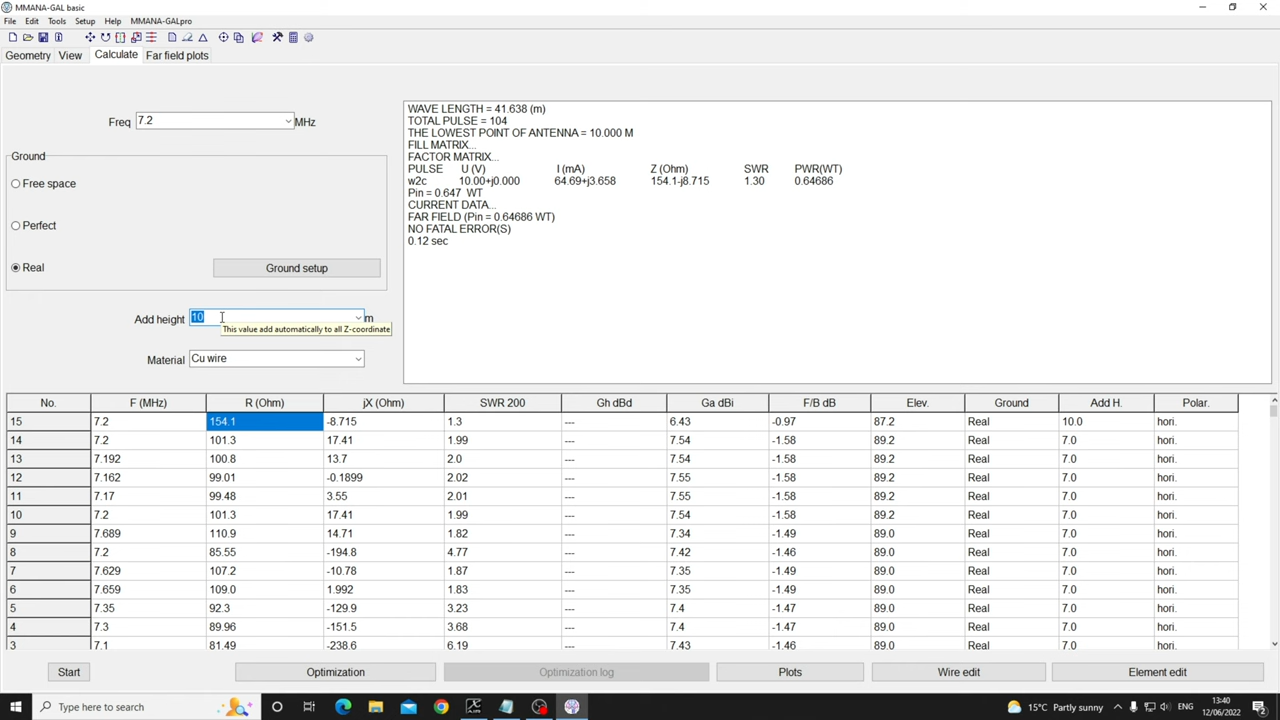 MMANA-GAL basic
File Edit Tools Setup Help MMANA-GALpro
Geometry View Calculate Far field plots
Freq 7.2 MHz
Ground
Free space
Perfect
Real
Ground setup
Add height 10 m
This value add automatically to all Z-coordinate
Material Cu wire
WAVE LENGTH = 41.638 (m)
TOTAL PULSE = 104
THE LOWEST POINT OF ANTENNA = 10.000 M
FILL MATRIX...
FACTOR MATRIX...
PULSE U (V) I (mA) Z (Ohm) SWR PWR(WT)
w2c 10.00+j0.000 64.69+j3.658 154.1-j8.715 1.30 0.64686
Pin = 0.647 WT
CURRENT DATA...
FAR FIELD (Pin = 0.64686 WT)
NO FATAL ERROR(S)
0.12 sec
No. F (MHz) R (Ohm) jX (Ohm) SWR 200 Gh dBd Ga dBi F/B dB Elev. Ground Add H. Polar.
15 7.2 154.1 -8.715 1.3 --- 6.43 -0.97 87.2 Real 10.0 hori.
14 7.2 101.3 17.41 1.99 --- 7.54 -1.58 89.2 Real 7.0 hori.
13 7.192 100.8 13.7 2.0 --- 7.54 -1.58 89.2 Real 7.0 hori.
12 7.162 99.01 -0.1899 2.02 --- 7.55 -1.58 89.2 Real 7.0 hori.
11 7.17 99.48 3.55 2.01 --- 7.55 -1.58 89.2 Real 7.0 hori.
10 7.2 101.3 17.41 1.99 --- 7.54 -1.58 89.2 Real 7.0 hori.
9 7.689 110.9 14.71 1.82 --- 7.34 -1.49 89.0 Real 7.0 hori.
8 7.2 85.55 -194.8 4.77 --- 7.42 -1.46 89.0 Real 7.0 hori.
7 7.629 107.2 -10.78 1.87 --- 7.35 -1.49 89.0 Real 7.0 hori.
6 7.659 109.0 1.992 1.83 --- 7.35 -1.49 89.0 Real 7.0 hori.
5 7.35 92.3 -129.9 3.23 --- 7.4 -1.47 89.0 Real 7.0 hori.
4 7.3 89.96 -151.5 3.68 --- 7.41 -1.47 89.0 Real 7.0 hori.
3 7.1 81.49 -238.6 6.19 --- 7.43 -1.46 89.0 Real 7.0 hori.
Start Optimization Optimization log Plots Wire edit Element edit
Type here to search 15°C Partly sunny ENG 13:40
12/06/2022 2